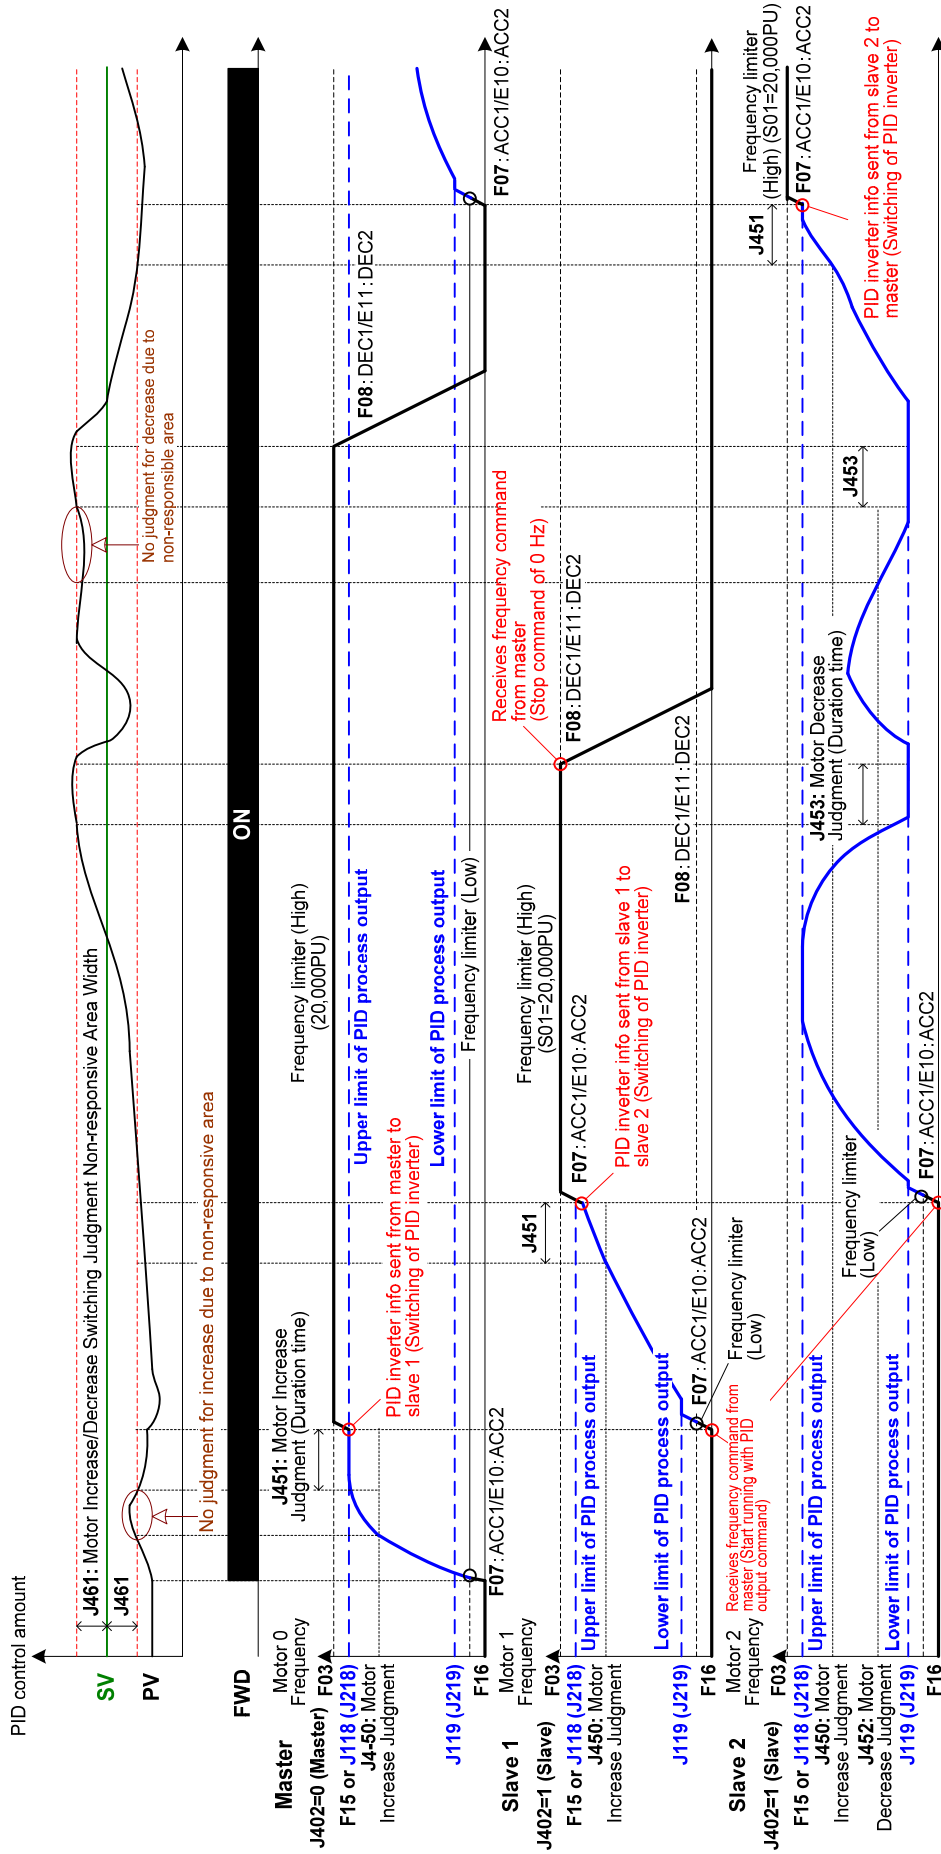 PID control amount
J461: Motor Increase/Decrease Switching Judgment Non-responsive Area Width
J461
SV
PV
No judgment for increase due to non-responsive area
No judgment for decrease due to
non-responsible area
FWD
ON
Master
J402=0 (Master)
Motor 0
Frequency
F03
F15 or J118 (J218)
J4-50: Motor
Increase Judgment
J119 (J219)
F16
J451: Motor Increase
Judgment (Duration time)
F07: ACC1/E10: ACC2
PID inverter info sent from master to
slave 1 (Switching of PID inverter)
Frequency limiter (High)
(20,000PU)
Upper limit of PID process output
Lower limit of PID process output
Frequency limiter (Low)
F08: DEC1/E11: DEC2
F07: ACC1/E10: ACC2
Slave 1
J402=1 (Slave)
Motor 1
Frequency
F03
F15 or J118 (J218)
J450: Motor
Increase Judgment
J119 (J219)
F16
Upper limit of PID process output
Lower limit of PID process output
F07: ACC1/E10: ACC2
Frequency limiter
(Low)
J451
F07: ACC1/E10: ACC2
PID inverter info sent from slave 1 to
slave 2 (Switching of PID inverter)
Frequency limiter (High)
(S01=20,000PU)
Receives frequency command
from master
(Stop command of 0 Hz)
F08: DEC1/E11: DEC2
F08: DEC1/E11: DEC2
Slave 2
J402=1 (Slave)
Motor 2
Frequency
F03
F15 or J118 (J218)
J450: Motor
Increase Judgment
J452: Motor
Decrease Judgment
J119 (J219)
F16
Receives frequency command from
master (Start running with PID
output command)
Upper limit of PID process output
Lower limit of PID process output
Frequency limiter
(Low)
F07: ACC1/E10: ACC2
J453: Motor Decrease
Judgment (Duration time)
J453
J451
Frequency limiter
(High) (S01=20,000PU)
F07: ACC1/E10: ACC2
PID inverter info sent from slave 2 to
master (Switching of PID inverter)